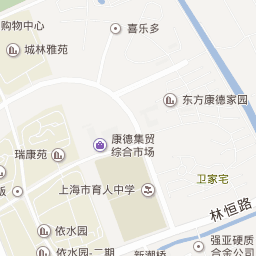 喜乐多
购物中心
城林雅苑
东方康德家园
康德集贸
综合市场
瑞康苑
卫家宅
上海市育人中学
阪
林恒路
依水园
强亚硬质
合金公司
新潮桥
依水园-二期